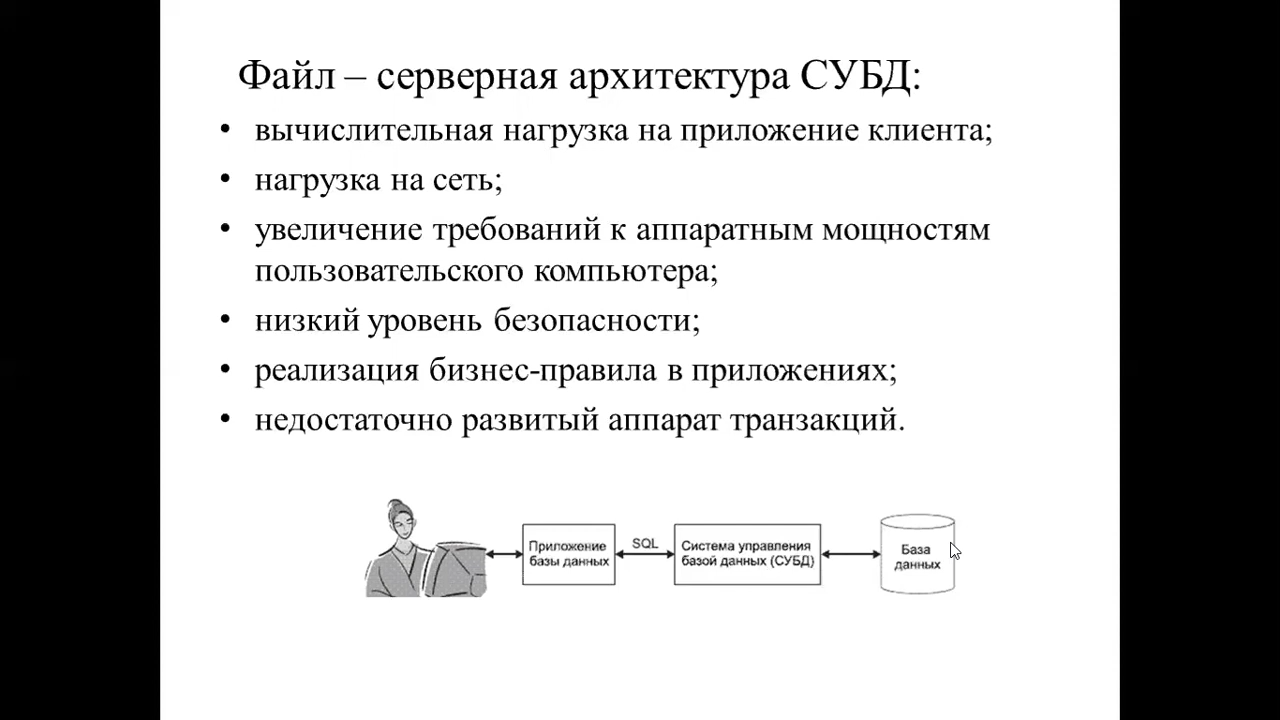 Файл – серверная архитектура СУБД:
• вычислительная нагрузка на приложение клиента;
• нагрузка на сеть;
• увеличение требований к аппаратным мощностям
пользовательского компьютера;
• низкий уровень безопасности;
• реализация бизнес-правила в приложениях;
• недостаточно развитый аппарат транзакций.
Приложение
базы данных
SQL
Система управления
базой данных (СУБД)
База
данных